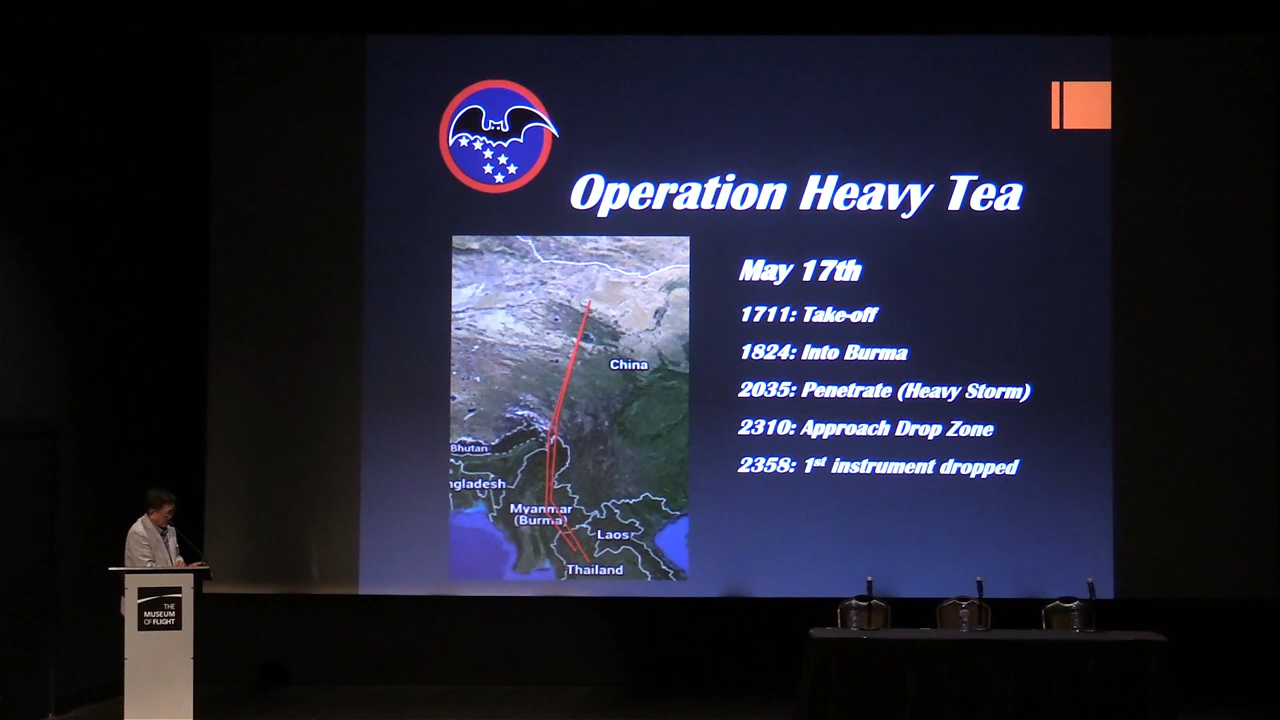 Operation Heavy Tea
May 17th
1711: Take-off
1824: Into Burma
2035: Penetrate (Heavy Storm)
2310: Approach Drop Zone
2358: 1st instrument dropped
China
Bhutan
ngladesh
Myanmar
(Burma)
Laos
Thailand
THE
MUSEUM
OF FLIGHT